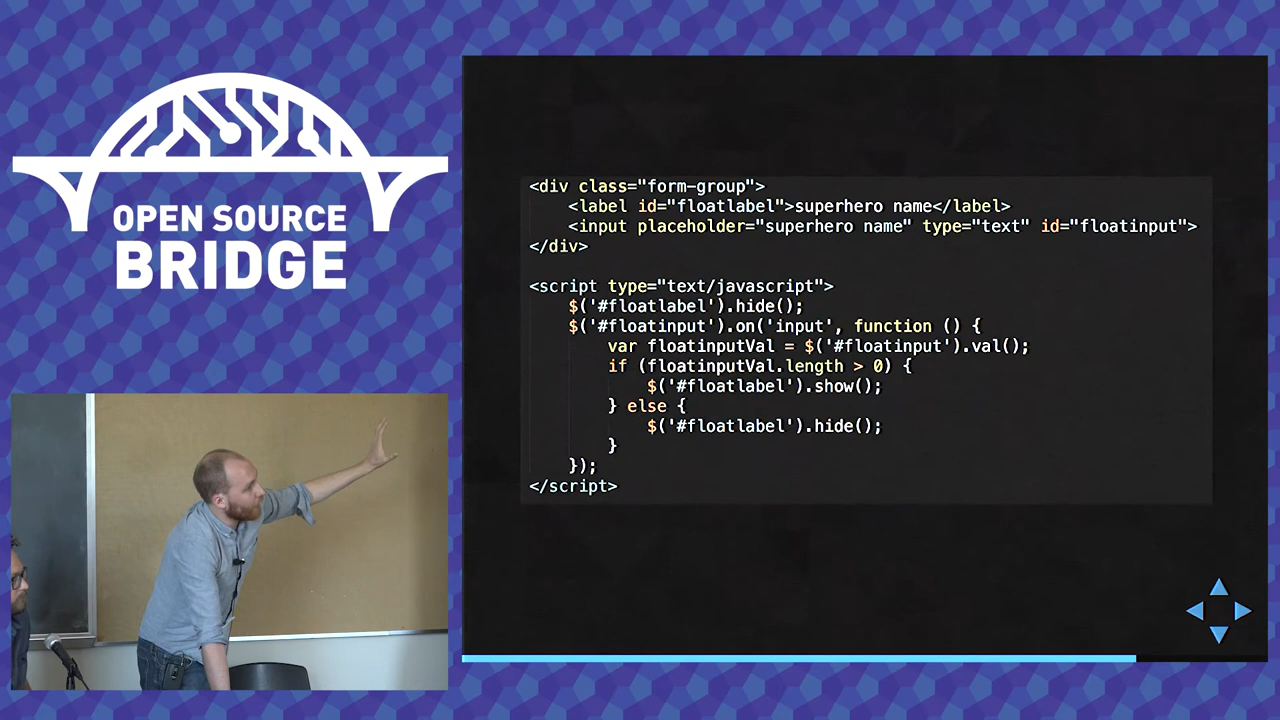 OPEN SOURCE
BRIDGE
<div class="form-group">
    <label id="floatlabel">superhero name</label>
    <input placeholder="superhero name" type="text" id="floatinput">
</div>

<script type="text/javascript">
    $('#floatlabel').hide();
    $('#floatinput').on('input', function () {
        var floatinputVal = $('#floatinput').val();
        if (floatinputVal.length > 0) {
            $('#floatlabel').show();
        } else {
            $('#floatlabel').hide();
        }
    });
</script>